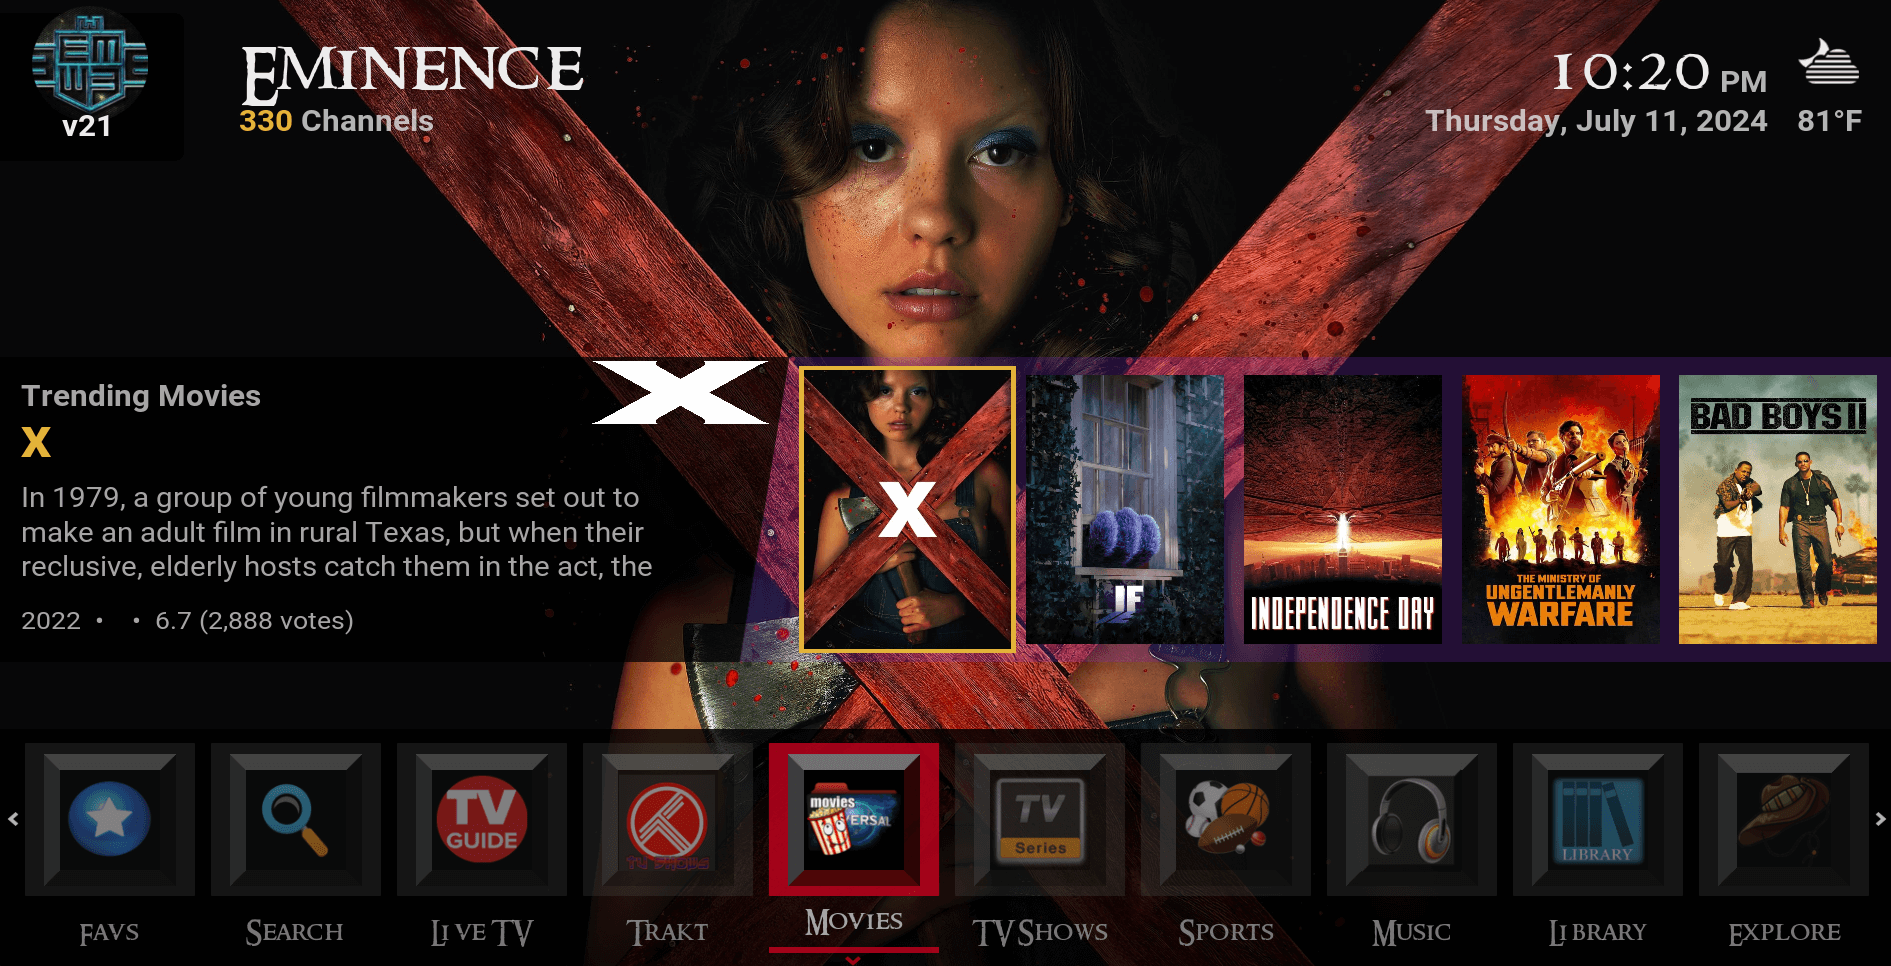 EMW3
v21
EMINENCE
330 Channels
10:20 PM
Thursday, July 11, 2024
81°F
Trending Movies
X
In 1979, a group of young filmmakers set out to
make an adult film in rural Texas, but when their
reclusive, elderly hosts catch them in the act, the
2022 • • 6.7 (2,888 votes)
X
X
IF
INDEPENDENCE DAY
THE MINISTRY OF
UNGENTLEMANLY
WARFARE
BAD BOYS II
TV
GUIDE
TV SHOWS
movies
ERSAL
TV
Series
LIBRARY
FAVS
SEARCH
LIVE TV
TRAKT
MOVIES
TV SHOWS
SPORTS
MUSIC
LIBRARY
EXPLORE